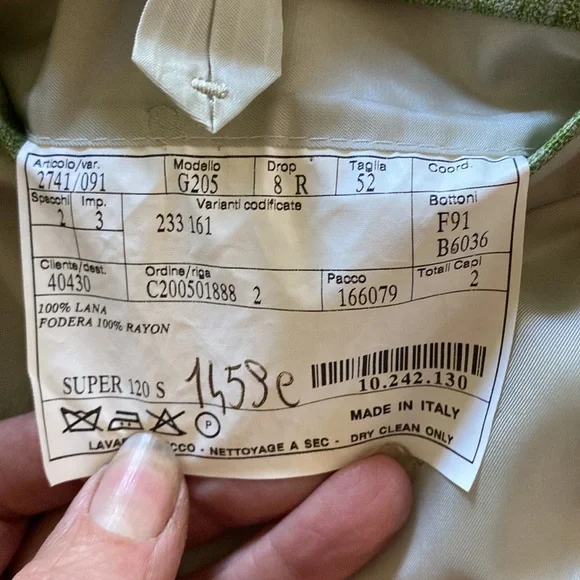 Articolo/var. Modello Drop Taglia Coord.
2741/091 G205 8 R 52
Spacchi Imp. Varianti codificate Bottoni
2 3 233 161 F91
B6036
Cliente/dest. Ordine/riga Pacco Totali Capi
40430 C200501888 2 166079 2
100% LANA
FODERA 100% RAYON
SUPER 120 S
10.242.130
P MADE IN ITALY
NETTOYAGE A SEC - DRY CLEAN ONLY